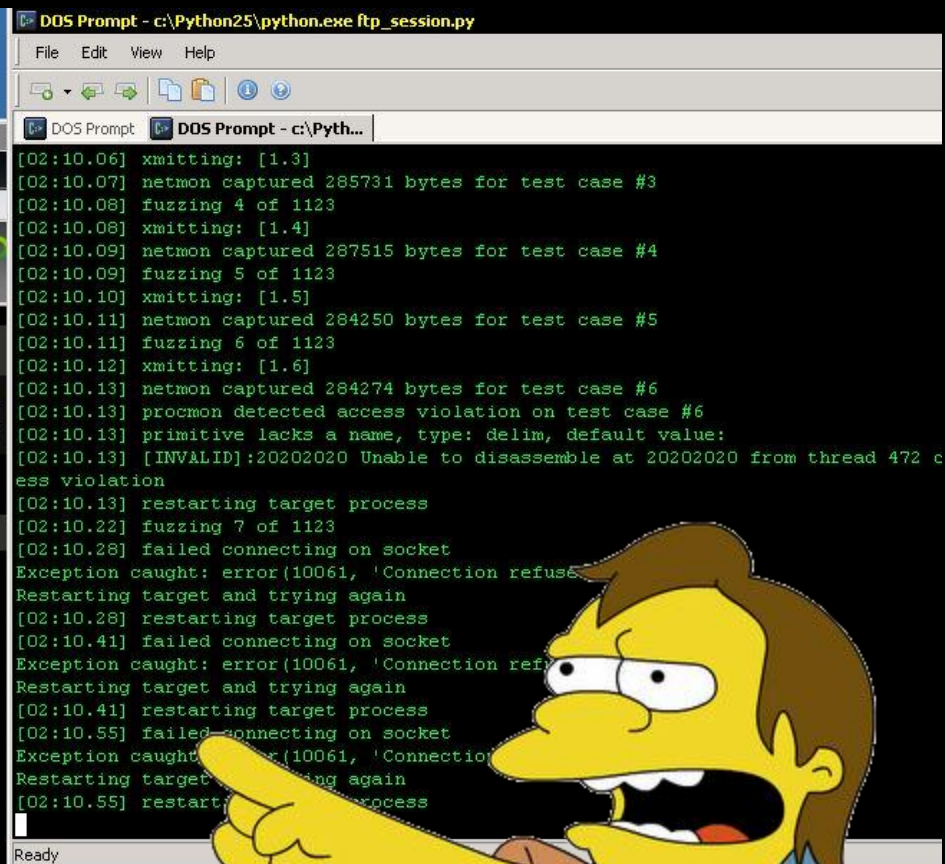 DOS Prompt - c:\Python25\python.exe ftp_session.py
File Edit View Help
DOS Prompt DOS Prompt - c:\Pyth...
[02:10.06] xmitting: [1.3]
[02:10.07] netmon captured 285731 bytes for test case #3
[02:10.08] fuzzing 4 of 1123
[02:10.08] xmitting: [1.4]
[02:10.09] netmon captured 287515 bytes for test case #4
[02:10.09] fuzzing 5 of 1123
[02:10.10] xmitting: [1.5]
[02:10.11] netmon captured 284250 bytes for test case #5
[02:10.11] fuzzing 6 of 1123
[02:10.12] xmitting: [1.6]
[02:10.13] netmon captured 284274 bytes for test case #6
[02:10.13] procmon detected access violation on test case #6
[02:10.13] primitive lacks a name, type: delim, default value:
[02:10.13] [INVALID]:20202020 Unable to disassemble at 20202020 from thread 472 c
ess violation
[02:10.13] restarting target process
[02:10.22] fuzzing 7 of 1123
[02:10.28] failed connecting on socket
Exception caught: error(10061, 'Connection refuse
Restarting target and trying again
[02:10.28] restarting target process
[02:10.41] failed connecting on socket
Exception caught: error(10061, 'Connection ref
Restarting target and trying again
[02:10.41] restarting target process
[02:10.55] failed connecting on socket
Exception caught (10061, 'Connectio
Restarting target ing again
[02:10.55] restart process
Ready